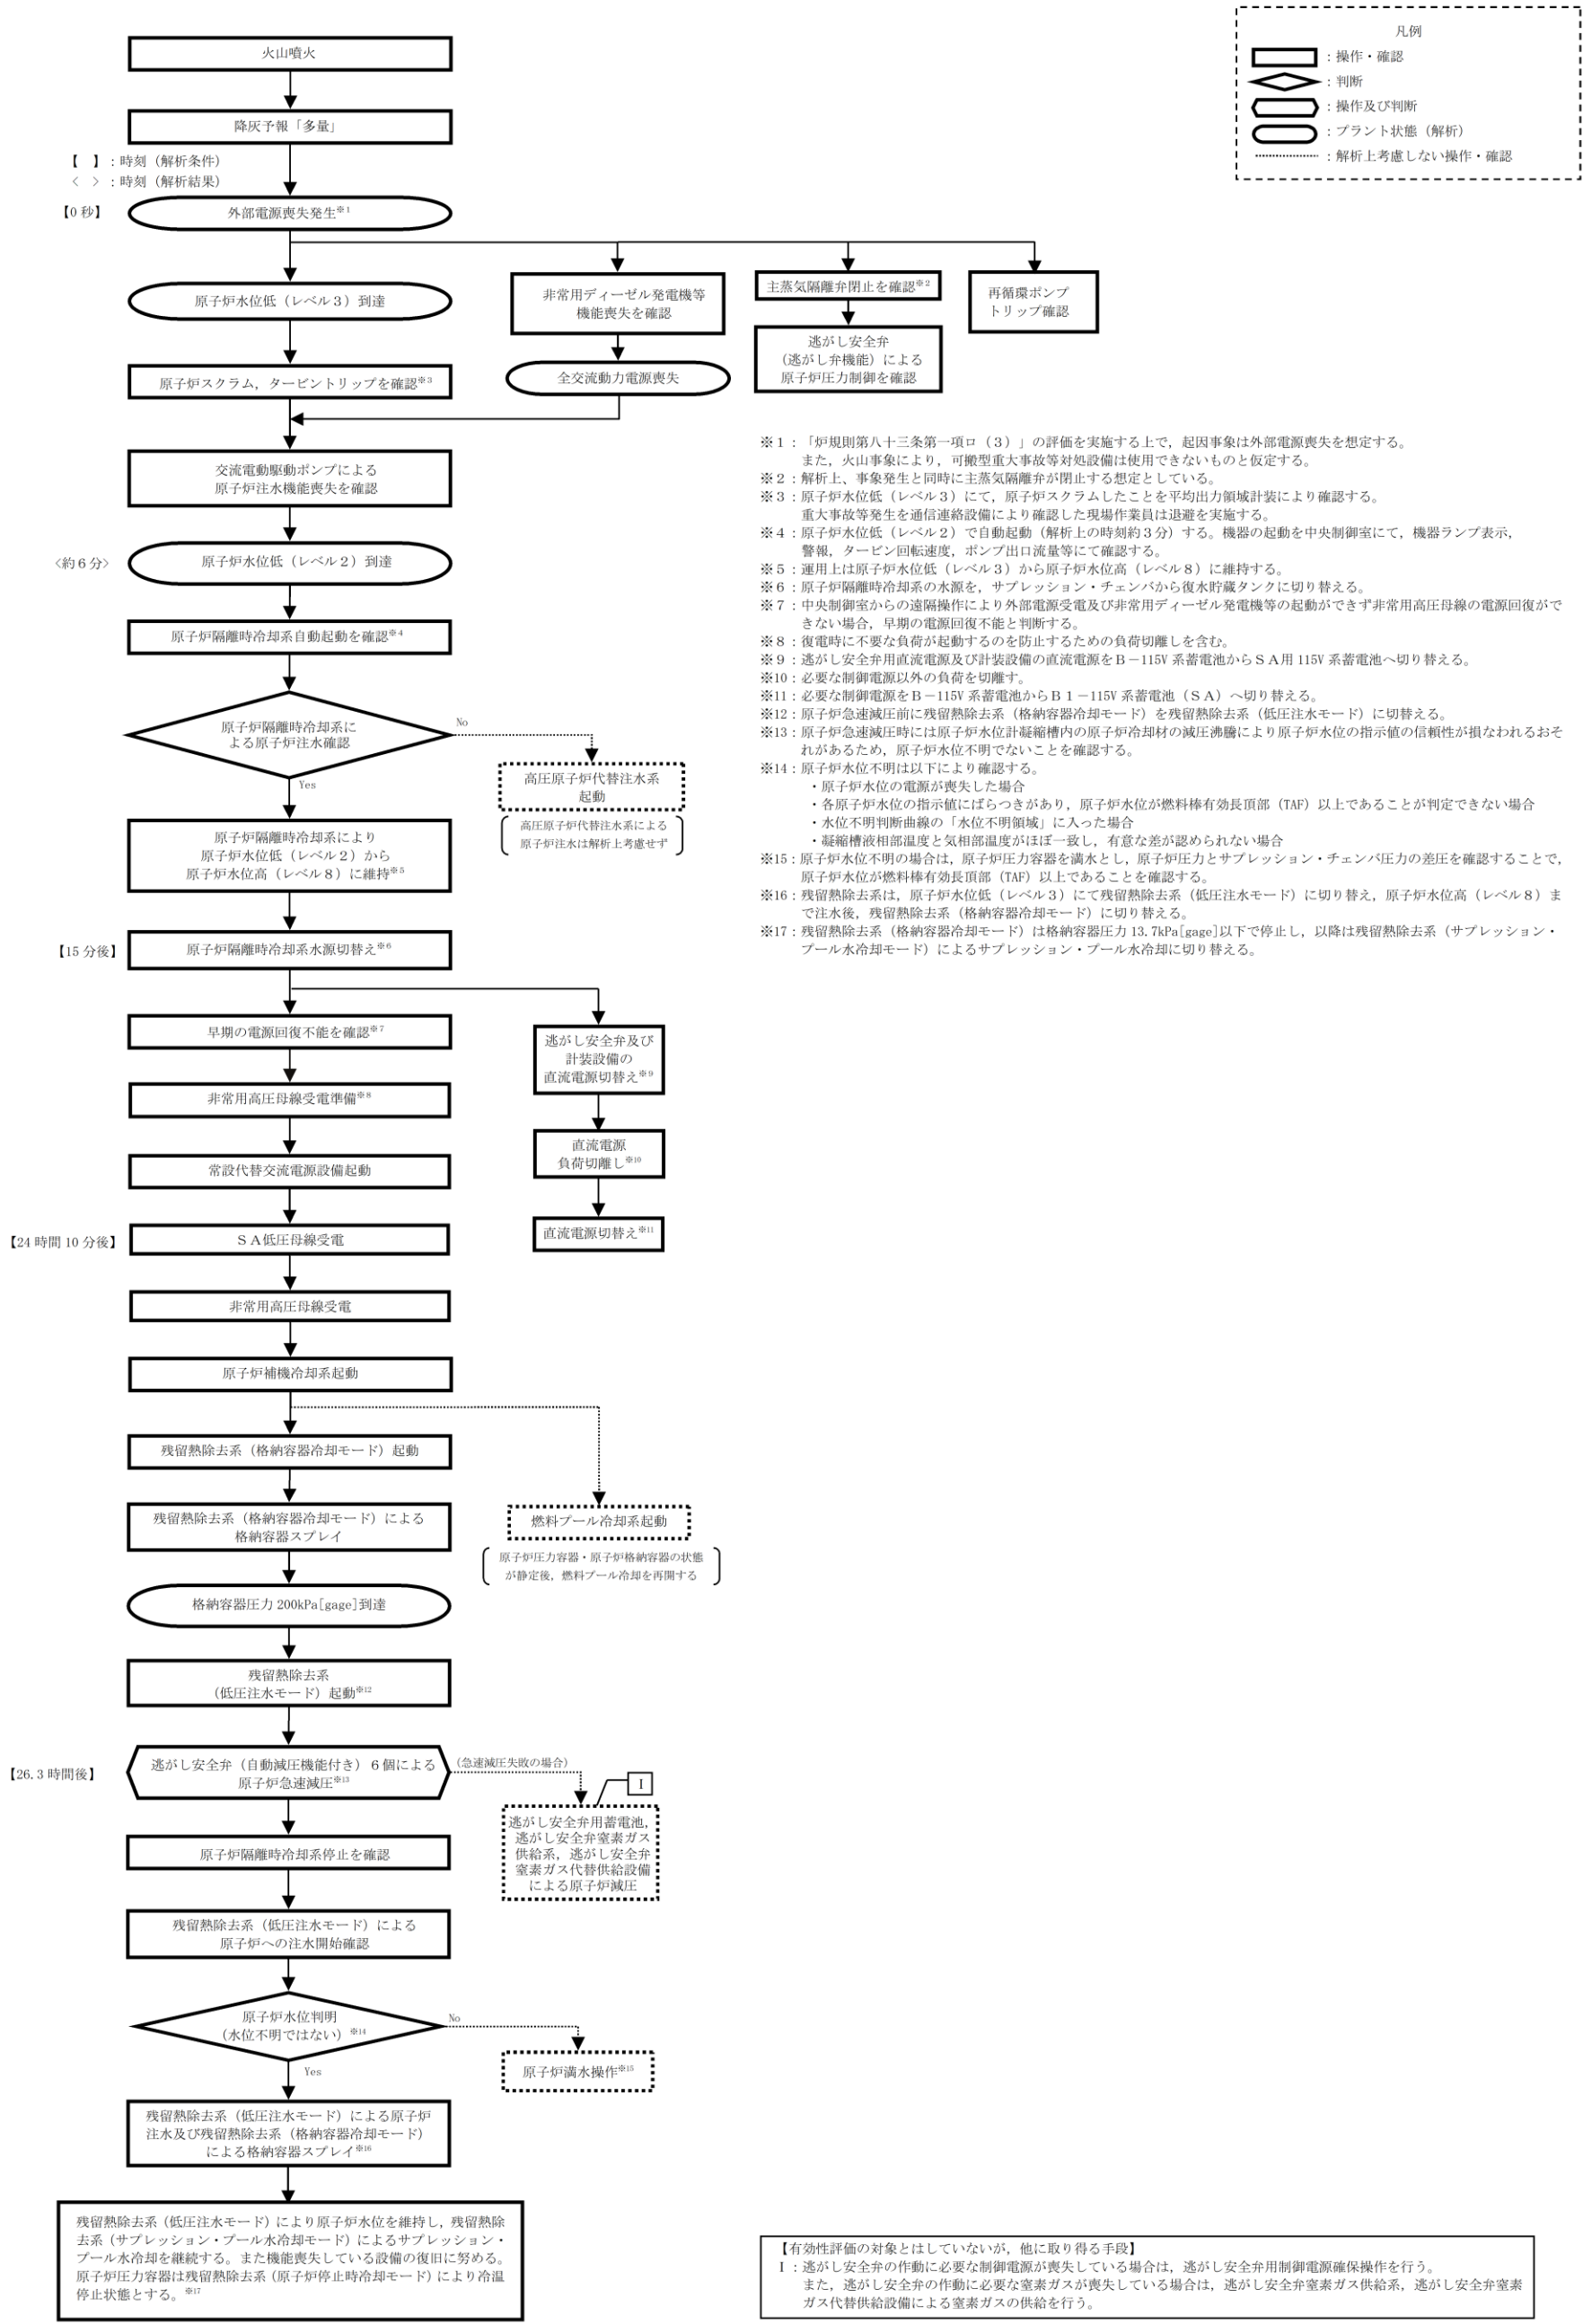 凡例
：操作・確認
：判断
：操作及び判断
：プラント状態（解析）
：解析上考慮しない操作・確認
火山噴火
降灰予報「多量」
【　】：時刻（解析条件）
〈　〉：時刻（解析結果）
【0秒】
外部電源喪失発生※1
原子炉水位低（レベル３）到達
非常用ディーゼル発電機等
機能喪失を確認
主蒸気隔離弁閉止を確認※2
再循環ポンプ
トリップ確認
逃がし安全弁
（逃がし弁機能）による
原子炉圧力制御を確認
原子炉スクラム，タービントリップを確認※3
全交流動力電源喪失
交流電動駆動ポンプによる
原子炉注水機能喪失を確認
〈約６分〉
原子炉水位低（レベル２）到達
原子炉隔離時冷却系自動起動を確認※4
原子炉隔離時冷却系に
よる原子炉注水確認
No
Yes
高圧原子炉代替注水系
起動
高圧原子炉代替注水系による
原子炉注水は解析上考慮せず
原子炉隔離時冷却系により
原子炉水位低（レベル２）から
原子炉水位高（レベル８）に維持※5
【15分後】
原子炉隔離時冷却系水源切替え※6
早期の電源回復不能を確認※7
逃がし安全弁及び
計装設備の
直流電源切替え※9
非常用高圧母線受電準備※8
直流電源
負荷切離し※10
常設代替交流電源設備起動
直流電源切替え※11
【24時間10分後】
ＳＡ低圧母線受電
非常用高圧母線受電
原子炉補機冷却系起動
残留熱除去系（格納容器冷却モード）起動
残留熱除去系（格納容器冷却モード）による
格納容器スプレイ
燃料プール冷却系起動
原子炉圧力容器・原子炉格納容器の状態
が静定後，燃料プール冷却を再開する
格納容器圧力200kPa[gage]到達
残留熱除去系
（低圧注水モード）起動※12
【26.3時間後】
逃がし安全弁（自動減圧機能付き）６個による
原子炉急速減圧※13
（急速減圧失敗の場合）
Ⅰ
逃がし安全弁用蓄電池，
逃がし安全弁窒素ガス
供給系，逃がし安全弁
窒素ガス代替供給設備
による原子炉減圧
原子炉隔離時冷却系停止を確認
残留熱除去系（低圧注水モード）による
原子炉への注水開始確認
原子炉水位判明
（水位不明ではない）※14
No
Yes
原子炉満水操作※15
残留熱除去系（低圧注水モード）による原子炉
注水及び残留熱除去系（格納容器冷却モード）
による格納容器スプレイ※16
残留熱除去系（低圧注水モード）により原子炉水位を維持し，残留熱除
去系（サプレッション・プール水冷却モード）によるサプレッション・
プール水冷却を継続する。また機能喪失している設備の復旧に努める。
原子炉圧力容器は残留熱除去系（原子炉停止時冷却モード）により冷温
停止状態とする。※17
※１：「炉規則第八十三条第一項ロ（３）」の評価を実施する上で，起因事象は外部電源喪失を想定する。
また，火山事象により，可搬型重大事故等対処設備は使用できないものと仮定する。
※２：解析上、事象発生と同時に主蒸気隔離弁が閉止する想定としている。
※３：原子炉水位低（レベル３）にて，原子炉スクラムしたことを平均出力領域計装により確認する。
重大事故等発生を通信連絡設備により確認した現場作業員は退避を実施する。
※４：原子炉水位低（レベル２）で自動起動（解析上の時刻約３分）する。機器の起動を中央制御室にて，機器ランプ表示，
警報，タービン回転速度，ポンプ出口流量等にて確認する。
※５：運用上は原子炉水位低（レベル３）から原子炉水位高（レベル８）に維持する。
※６：原子炉隔離時冷却系の水源を，サプレッション・チェンバから復水貯蔵タンクに切り替える。
※７：中央制御室からの遠隔操作により外部電源受電及び非常用ディーゼル発電機等の起動ができず非常用高圧母線の電源回復がで
きない場合，早期の電源回復不能と判断する。
※８：復電時に不要な負荷が起動するのを防止するための負荷切離しを含む。
※９：逃がし安全弁用直流電源及び計装設備の直流電源をＢ－115V系蓄電池からＳＡ用115V系蓄電池へ切り替える。
※10：必要な制御電源以外の負荷を切離す。
※11：必要な制御電源をＢ－115V系蓄電池からＢ１－115V系蓄電池（ＳＡ）へ切り替える。
※12：原子炉急速減圧前に残留熱除去系（格納容器冷却モード）を残留熱除去系（低圧注水モード）に切替える。
※13：原子炉急速減圧時には原子炉水位計凝縮槽内の原子炉冷却材の減圧沸騰により原子炉水位の指示値の信頼性が損なわれるおそ
れがあるため，原子炉水位不明でないことを確認する。
※14：原子炉水位不明は以下により確認する。
・原子炉水位の電源が喪失した場合
・各原子炉水位の指示値にばらつきがあり，原子炉水位が燃料棒有効長頂部（TAF）以上であることが判定できない場合
・水位不明判断曲線の「水位不明領域」に入った場合
・凝縮槽液相部温度と気相部温度がほぼ一致し，有意な差が認められない場合
※15：原子炉水位不明の場合は，原子炉圧力容器を満水とし，原子炉圧力とサプレッション・チェンバ圧力の差圧を確認することで，
原子炉水位が燃料棒有効長頂部（TAF）以上であることを確認する。
※16：残留熱除去系は，原子炉水位低（レベル３）にて残留熱除去系（低圧注水モード）に切り替え，原子炉水位高（レベル８）ま
で注水後，残留熱除去系（格納容器冷却モード）に切り替える。
※17：残留熱除去系（格納容器冷却モード）は格納容器圧力13.7kPa[gage]以下で停止し，以降は残留熱除去系（サプレッション・
プール水冷却モード）によるサプレッション・プール水冷却に切り替える。
【有効性評価の対象とはしていないが，他に取り得る手段】
Ⅰ：逃がし安全弁の作動に必要な制御電源が喪失している場合は，逃がし安全弁用制御電源確保操作を行う。
また，逃がし安全弁の作動に必要な窒素ガスが喪失している場合は，逃がし安全弁窒素ガス供給系，逃がし安全弁窒素
ガス代替供給設備による窒素ガスの供給を行う。